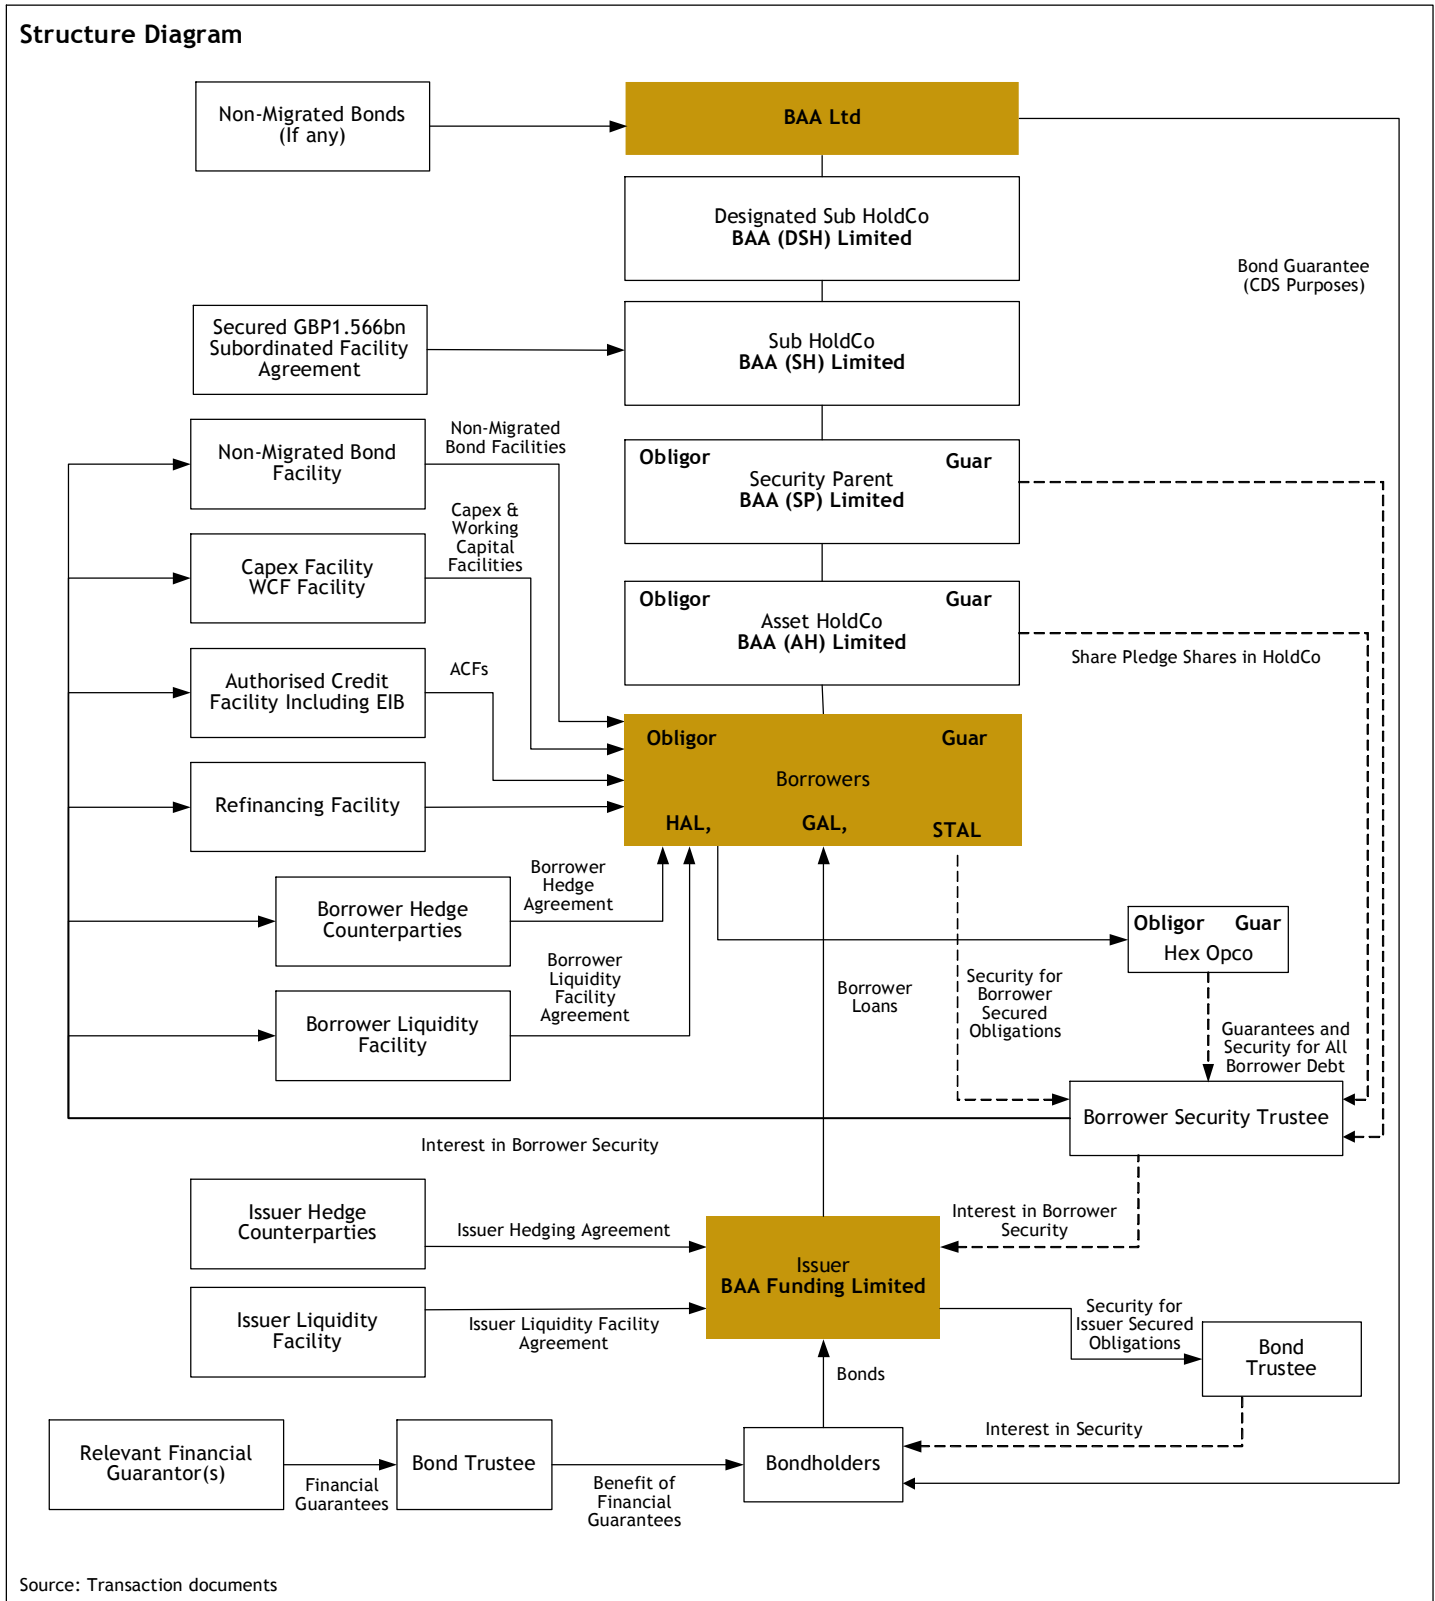 Structure Diagram
Non-Migrated Bonds
(If any)
BAA Ltd
Designated Sub HoldCo
BAA (DSH) Limited
Bond Guarantee
(CDS Purposes)
Secured GBP1.566bn
Subordinated Facility
Agreement
Sub HoldCo
BAA (SH) Limited
Non-Migrated Bond
Facility
Non-Migrated
Bond Facilities
Obligor
Guar
Security Parent
BAA (SP) Limited
Capex &
Working
Capital
Facilities
Capex Facility
WCF Facility
Obligor
Guar
Asset HoldCo
BAA (AH) Limited
Share Pledge Shares in HoldCo
Authorised Credit
Facility Including EIB
ACFs
Obligor
Guar
Borrowers
HAL,
GAL,
STAL
Refinancing Facility
Borrower
Hedge
Agreement
Borrower Hedge
Counterparties
Obligor
Guar
Hex Opco
Borrower
Liquidity
Facility
Agreement
Borrower
Loans
Security for
Borrower
Secured
Obligations
Borrower Liquidity
Facility
Guarantees and
Security for All
Borrower Debt
Borrower Security Trustee
Interest in Borrower Security
Issuer Hedge
Counterparties
Issuer Hedging Agreement
Interest in Borrower
Security
Issuer
BAA Funding Limited
Issuer Liquidity
Facility
Issuer Liquidity Facility
Agreement
Security for
Issuer Secured
Obligations
Bond
Trustee
Bonds
Interest in Security
Relevant Financial
Guarantor(s)
Financial
Guarantees
Bond Trustee
Benefit of
Financial
Guarantees
Bondholders
Source: Transaction documents